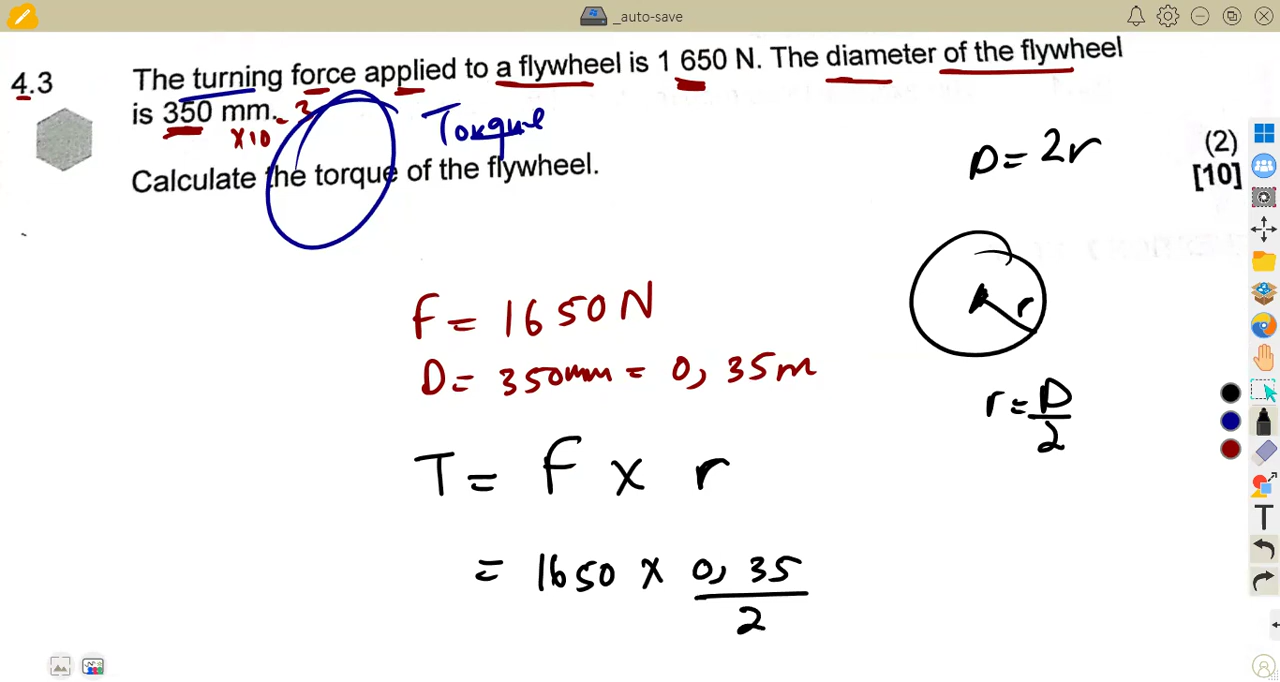 _auto-save
4.3 The turning force applied to a flywheel is 1 650 N. The diameter of the flywheel
is 350 mm.
x10 -3
Torque
D = 2r
(2)
Calculate the torque of the flywheel.
[10]
F = 1650 N
r
D = 350mm = 0,35m
r = D/2
T = F x r
= 1650 x 0,35/2
T